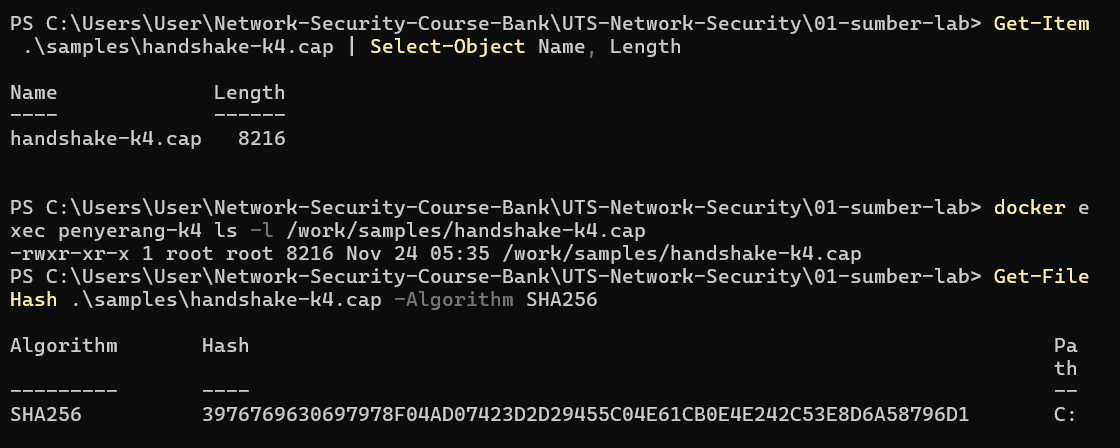 PS C:\Users\User\Network-Security-Course-Bank\UTS-Network-Security\01-sumber-lab> Get-Item
 .\samples\handshake-k4.cap | Select-Object Name, Length
Name             Length
----             ------
handshake-k4.cap   8216
PS C:\Users\User\Network-Security-Course-Bank\UTS-Network-Security\01-sumber-lab> docker e
xec penyerang-k4 ls -l /work/samples/handshake-k4.cap
-rwxr-xr-x 1 root root 8216 Nov 24 05:35 /work/samples/handshake-k4.cap
PS C:\Users\User\Network-Security-Course-Bank\UTS-Network-Security\01-sumber-lab> Get-File
Hash .\samples\handshake-k4.cap -Algorithm SHA256
Algorithm       Hash                                                                   Pa
                                                                                       th
---------       ----                                                                   --
SHA256          3976769630697978F04AD07423D2D29455C04E61CB0E4E242C53E8D6A58796D1       C: